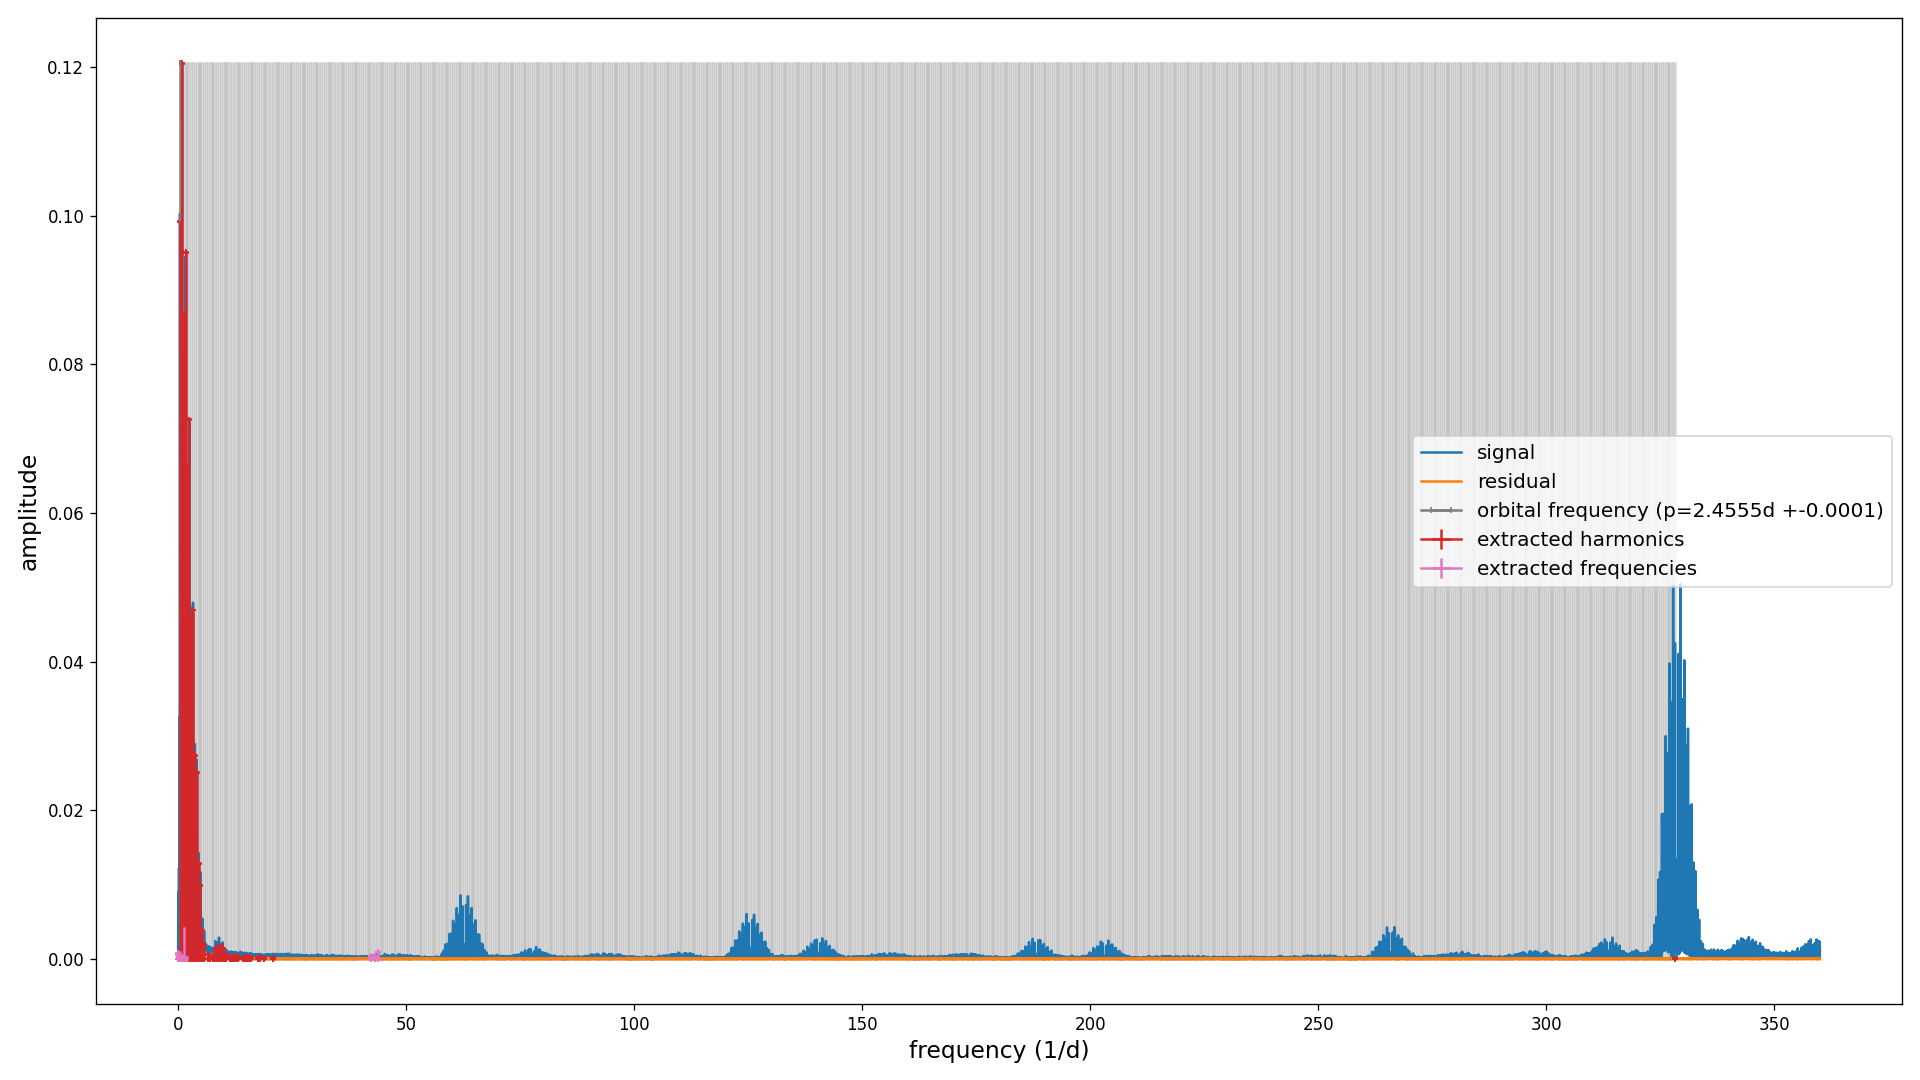 0.12
0.10
0.08
0.06
0.04
0.02
0.00
amplitude
signal
residual
orbital frequency (p=2.4555d +-0.0001)
extracted harmonics
extracted frequencies
0 50 100 150 200 250 300 350
frequency (1/d)